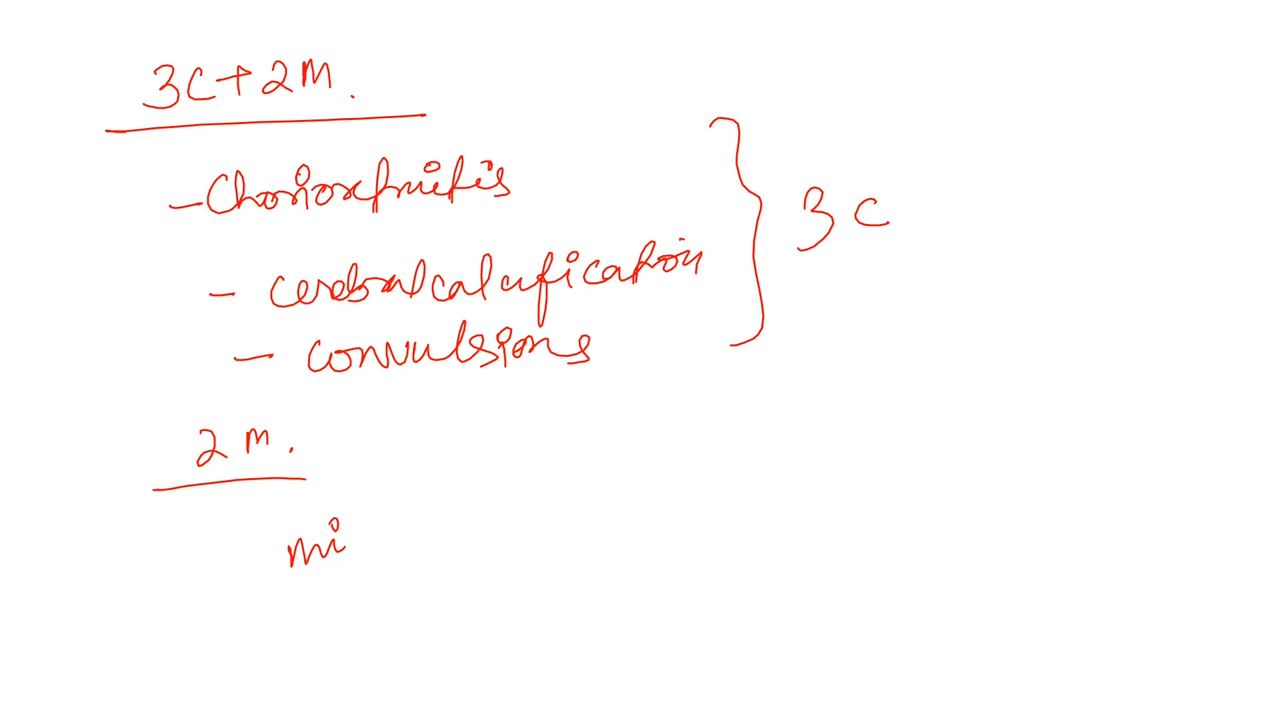 3C+2M.
- Chorioretinitis
- cerebral calcification
- convulsions
} 3 C
2 M.
mi